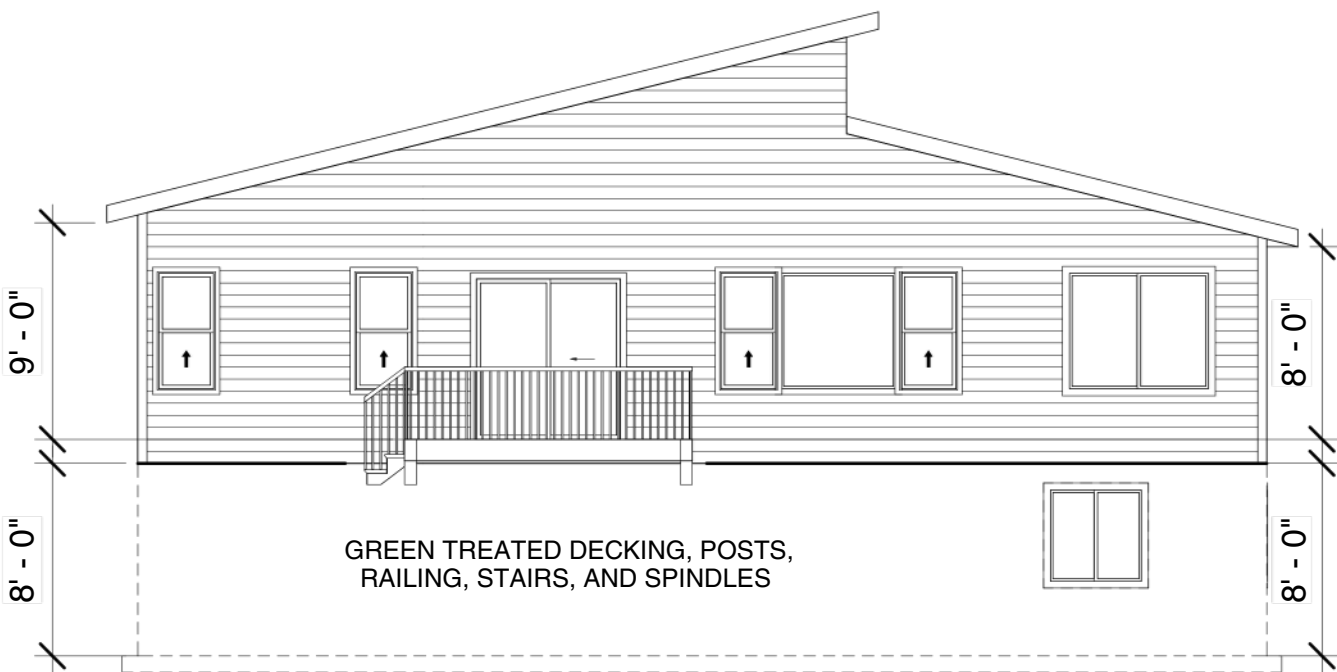 9' - 0"
8' - 0"
8' - 0"
8' - 0"
GREEN TREATED DECKING, POSTS,
RAILING, STAIRS, AND SPINDLES